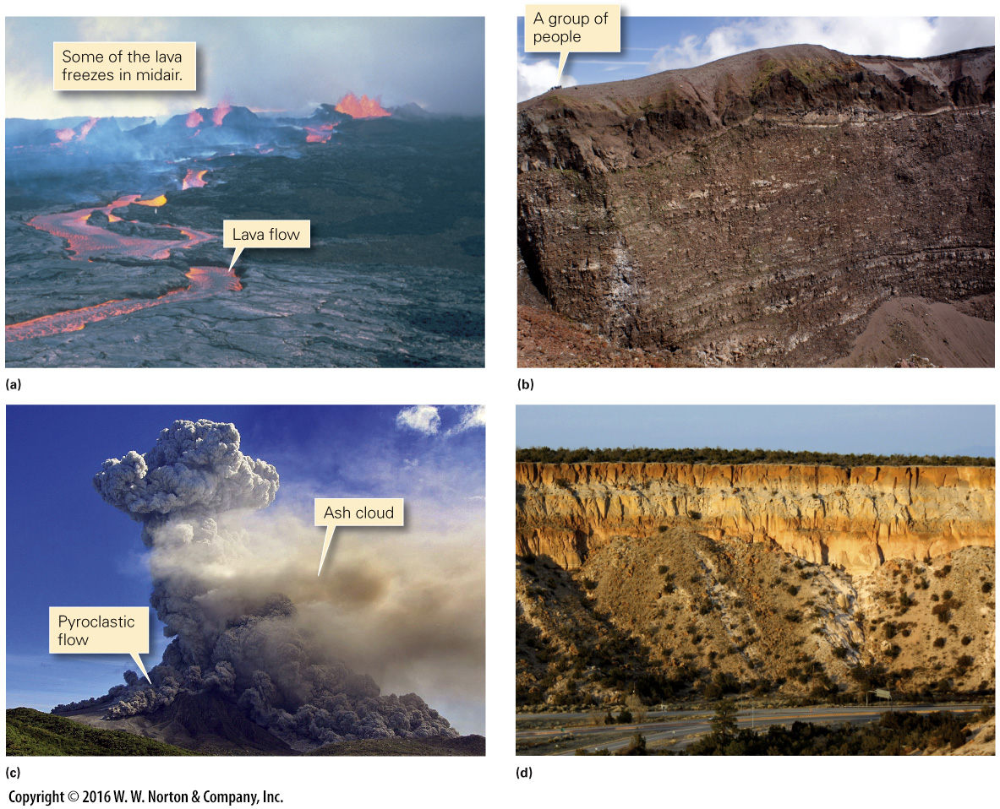 Some of the lava
freezes in midair.
A group of
people
Lava flow
(a)
(b)
Ash cloud
Pyroclastic
flow
(c)
(d)
Copyright © 2016 W. W. Norton & Company, Inc.